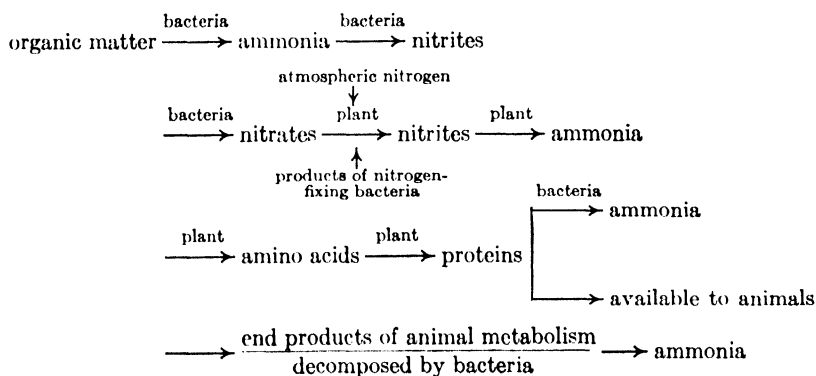 bacteria bacteria
organic matter ⟶ ammonia ⟶ nitrites
atmospheric nitrogen
bacteria plant plant
⟶ nitrates ⟶ nitrites ⟶ ammonia
products of nitrogen-
fixing bacteria
bacteria
ammonia
plant plant
⟶ amino acids ⟶ proteins
available to animals
end products of animal metabolism
⟶ ammonia
decomposed by bacteria